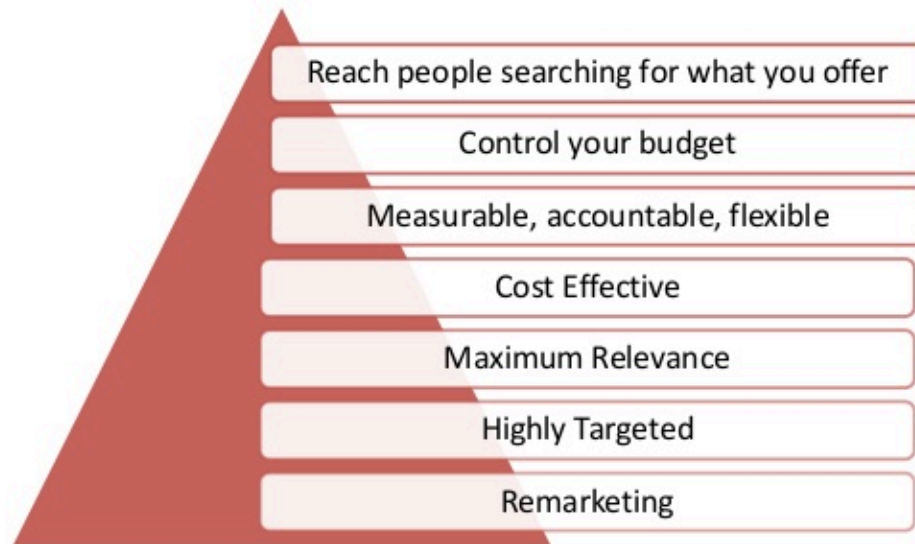 Reach people searching for what you offer
Control your budget
Measurable, accountable, flexible
Cost Effective
Maximum Relevance
Highly Targeted
Remarketing